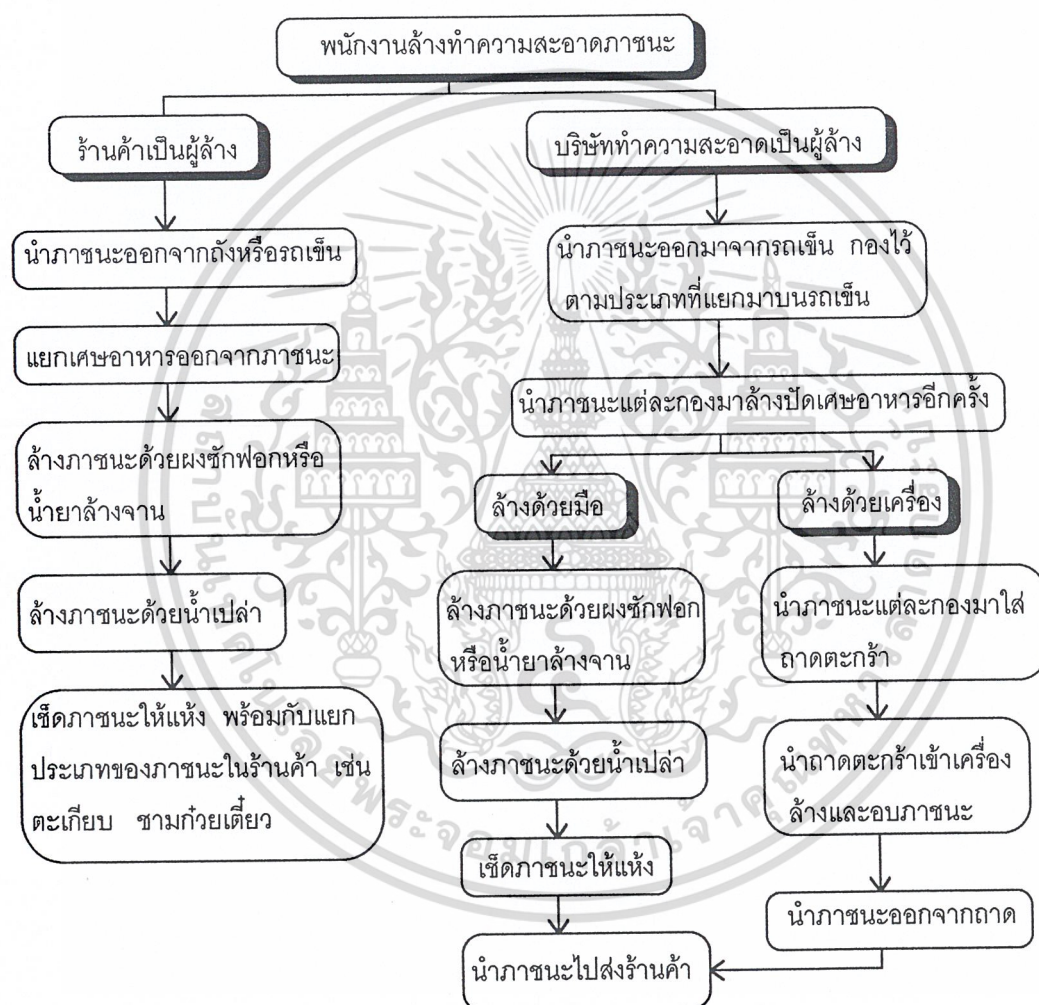 พนักงานล้างทำความสะอาดภาชนะ
ร้านค้าเป็นผู้ล้าง
บริษัททำความสะอาดเป็นผู้ล้าง
นำภาชนะออกจากถังหรือรถเข็น
แยกเศษอาหารออกจากภาชนะ
ล้างภาชนะด้วยผงซักฟอกหรือ
น้ำยาล้างจาน
ล้างภาชนะด้วยน้ำเปล่า
เช็ดภาชนะให้แห้ง พร้อมกับแยก
ประเภทของภาชนะในร้านค้า เช่น
ตะเกียบ ชามก๋วยเตี๋ยว
นำภาชนะออกมาจากรถเข็น กองไว้
ตามประเภทที่แยกมาบนรถเข็น
นำภาชนะแต่ละกองมาล้างปัดเศษอาหารอีกครั้ง
ล้างด้วยมือ
ล้างภาชนะด้วยผงซักฟอก
หรือน้ำยาล้างจาน
ล้างภาชนะด้วยน้ำเปล่า
เช็ดภาชนะให้แห้ง
ล้างด้วยเครื่อง
นำภาชนะแต่ละกองมาใส่
ถาดตะกร้า
นำถาดตะกร้าเข้าเครื่อง
ล้างและอบภาชนะ
นำภาชนะออกจากถาด
นำภาชนะไปส่งร้านค้า
พระจอมเกล้าเจ้าคุณทหาร